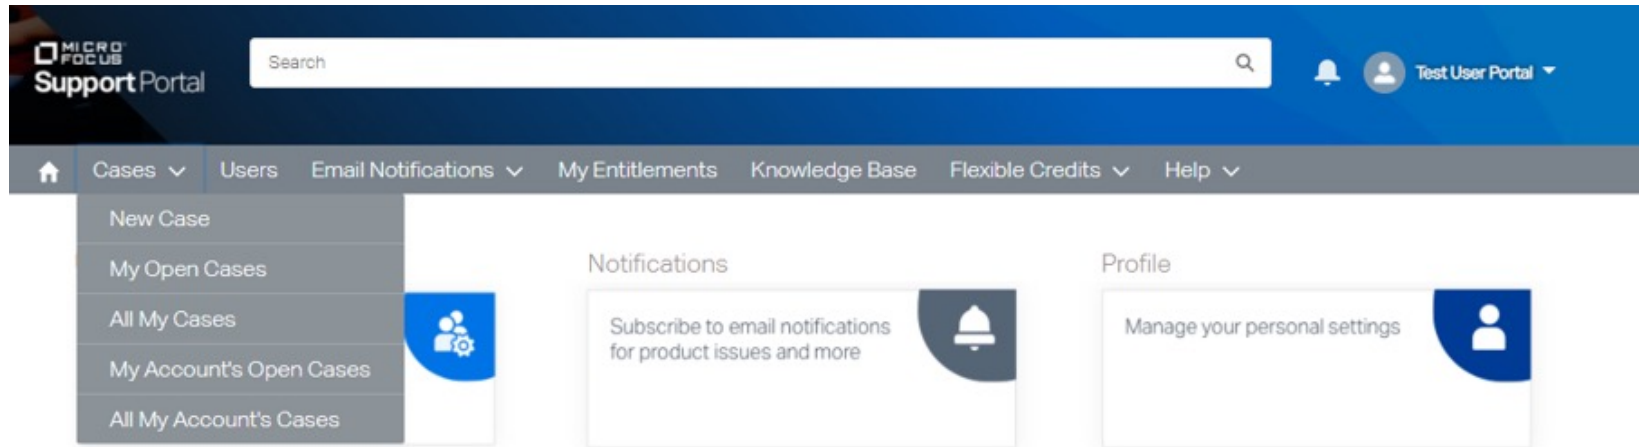 MICRO
FOCUS
Support Portal
Search
Test User Portal
Cases
Users
Email Notifications
My Entitlements
Knowledge Base
Flexible Credits
Help
New Case
My Open Cases
All My Cases
My Account's Open Cases
All My Account's Cases
Notifications
Subscribe to email notifications
for product issues and more
Profile
Manage your personal settings